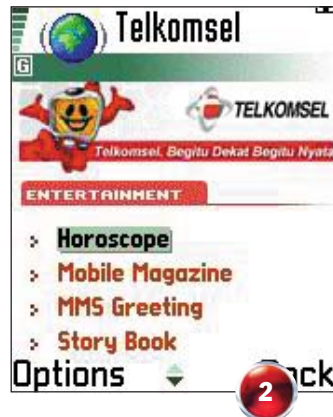 Telkomsel
G
TELKOMSEL
Telkomsel, Begitu Dekat Begitu Nyata
ENTERTAINMENT
Horoscope
Mobile Magazine
MMS Greeting
Story Book
Options
2